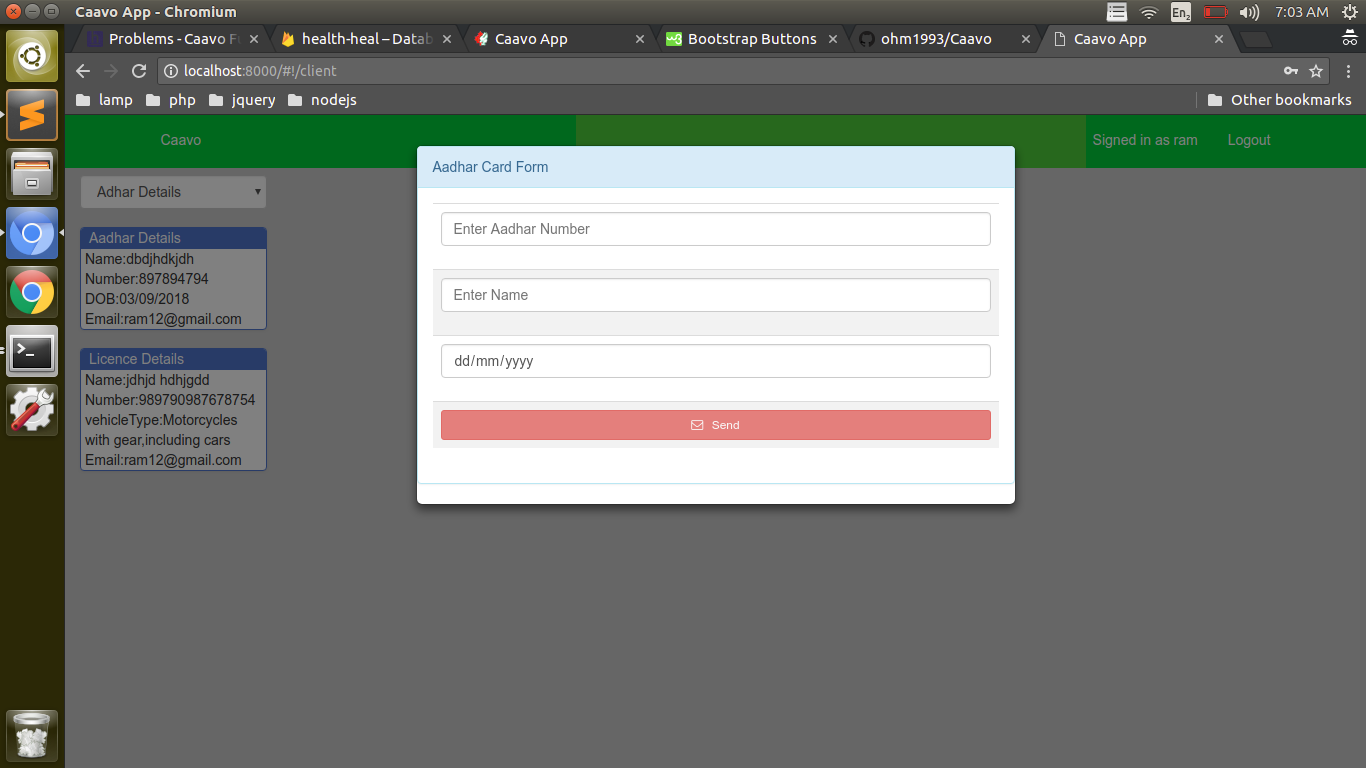 Caavo App - Chromium
En2
7:03 AM
Problems - Caavo F
health-heal – Datab
Caavo App
Bootstrap Buttons
ohm1993/Caavo
Caavo App
localhost:8000/#!/client
lamp
php
jquery
nodejs
Other bookmarks
Caavo
Signed in as ram
Logout
Adhar Details
Aadhar Details
Name:dbdjhdkjdh
Number:897894794
DOB:03/09/2018
Email:ram12@gmail.com
Licence Details
Name:jdhjd hdhjgdd
Number:989790987678754
vehicleType:Motorcycles
with gear,including cars
Email:ram12@gmail.com
Aadhar Card Form
Enter Aadhar Number
Enter Name
dd/mm/yyyy
Send